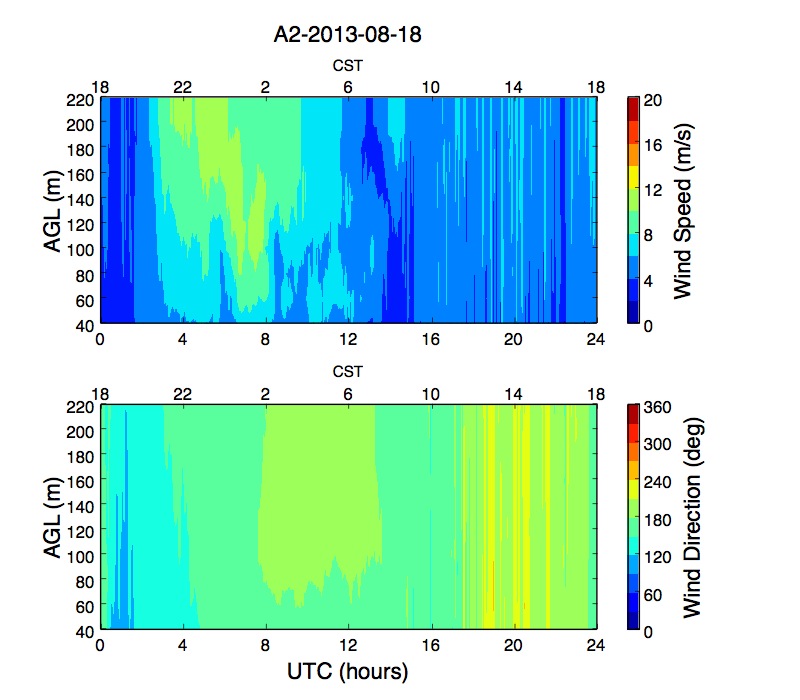 A2-2013-08-18
CST
18 22 2 6 10 14 18
220
200
180
160
140
120
100
80
60
40
AGL (m)
0 4 8 12 16 20 24
20
16
12
8
4
0
Wind Speed (m/s)
CST
18 22 2 6 10 14 18
220
200
180
160
140
120
100
80
60
40
AGL (m)
0 4 8 12 16 20 24
UTC (hours)
360
300
240
180
120
60
0
Wind Direction (deg)